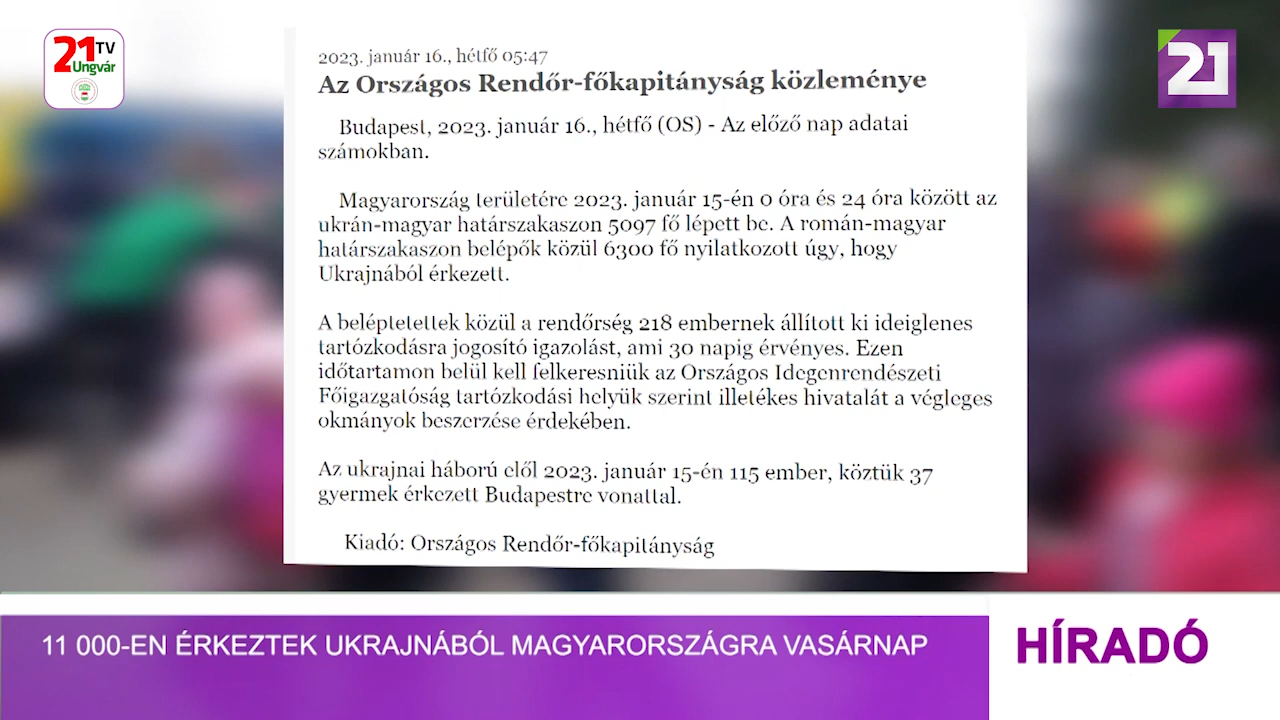 21 TV
Ungvár
21
2023. január 16., hétfő 05:47
Az Országos Rendőr-főkapitányság közleménye
Budapest, 2023. január 16., hétfő (OS) - Az előző nap adatai
számokban.
Magyarország területére 2023. január 15-én 0 óra és 24 óra között az
ukrán-magyar határszakaszon 5097 fő lépett be. A román-magyar
határszakaszon belépők közül 6300 fő nyilatkozott úgy, hogy
Ukrajnából érkezett.
A beléptetettek közül a rendőrség 218 embernek állított ki ideiglenes
tartózkodásra jogosító igazolást, ami 30 napig érvényes. Ezen
időtartamon belül kell felkeresniük az Országos Idegenrendészeti
Főigazgatóság tartózkodási helyük szerint illetékes hivatalát a végleges
okmányok beszerzése érdekében.
Az ukrajnai háború elől 2023. január 15-én 115 ember, köztük 37
gyermek érkezett Budapestre vonattal.
Kiadó: Országos Rendőr-főkapitányság
11 000-EN ÉRKEZTEK UKRAJNÁBÓL MAGYARORSZÁGRA VASÁRNAP
HÍRADÓ